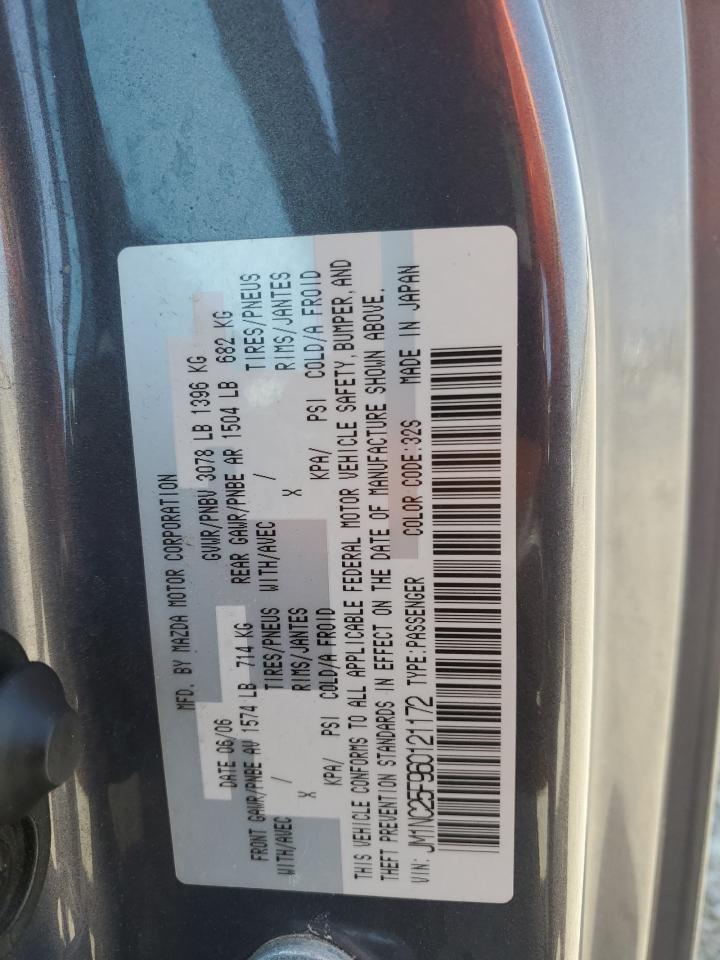 MFD. BY MAZDA MOTOR CORPORATION
DATE 06/06 GVWR/PNBV 3078 LB 1396 KG
FRONT GAWR/PNBE AV 1574 LB 714 KG REAR GAWR/PNBE AR 1504 LB 682 KG
WITH/AVEC / TIRES/PNEUS WITH/AVEC / TIRES/PNEUS
X RIMS/JANTES X RIMS/JANTES
KPA/ PSI COLD/A FROID KPA/ PSI COLD/A FROID
THIS VEHICLE CONFORMS TO ALL APPLICABLE FEDERAL MOTOR VEHICLE SAFETY,BUMPER,AND
THEFT PREVENTION STANDARDS IN EFFECT ON THE DATE OF MANUFACTURE SHOWN ABOVE.
VIN: JM1NC25F960121172 TYPE:PASSENGER COLOR CODE:32S MADE IN JAPAN